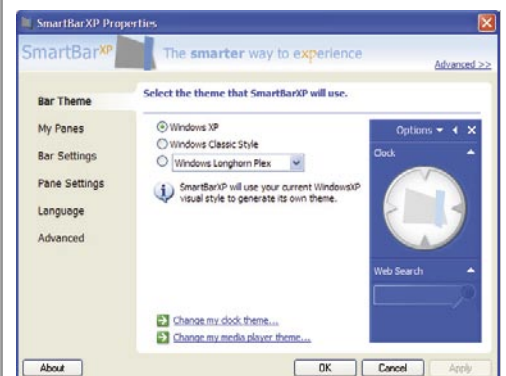 SmartBarXP Properties
SmartBarXP The smarter way to experience
Advanced >>
Bar Theme
My Panes
Bar Settings
Pane Settings
Language
Advanced
Select the theme that SmartBarXP will use.
Windows XP
Windows Classic Style
Windows Longhorn Plex
SmartBarXP will use your current WindowsXP
visual style to generate its own theme.
Options
Clock
Web Search
Change my clock theme...
Change my media player theme...
About
OK
Cancel
Apply